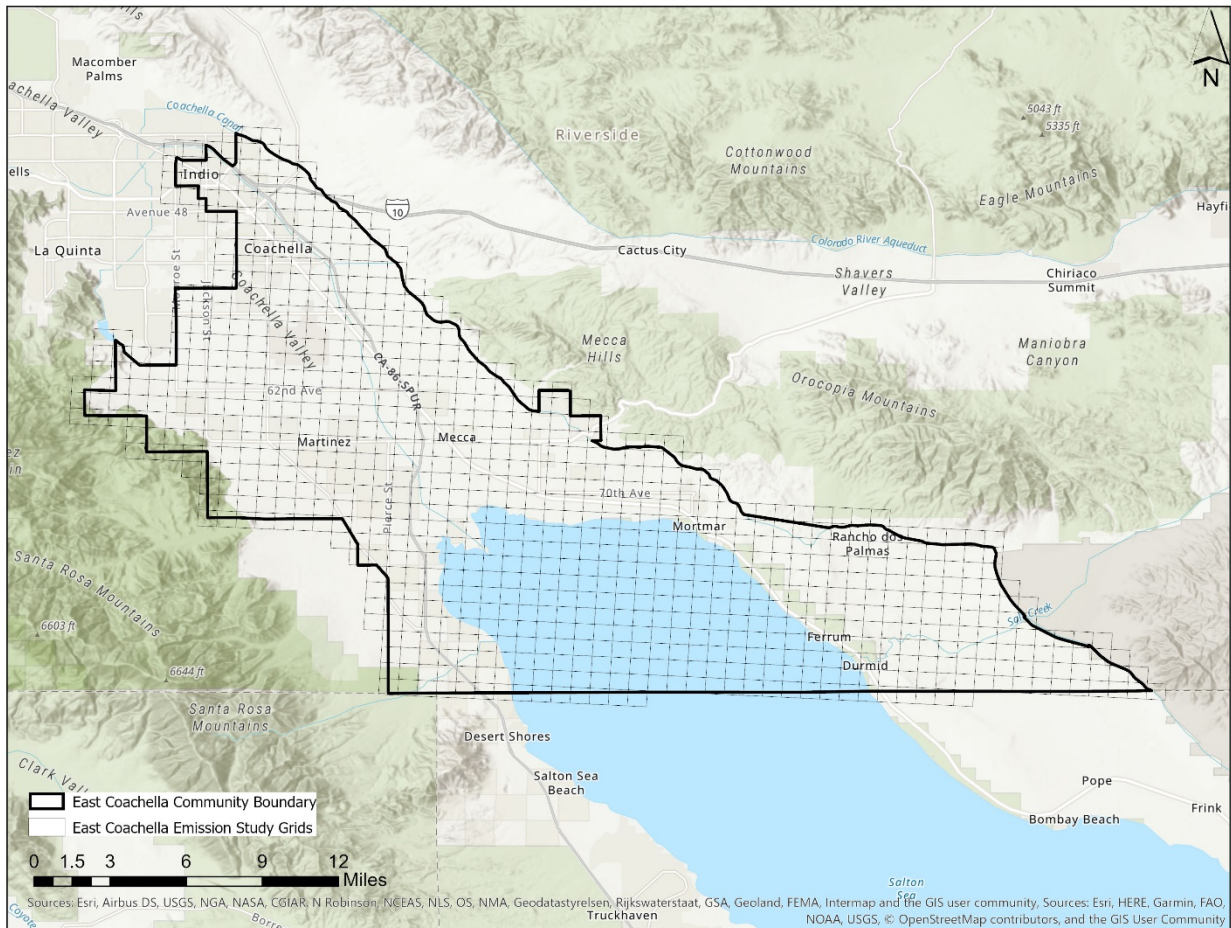 Macomber
Palms
N
Coachella Canal
Coachella Valley
5043 ft
5335 ft
Riverside
Cottonwood
Mountains
Eagle Mountains
ells
Indio
10
Hayfi
Avenue 48
La Quinta
Coachella
Cactus City
Colorado River Aqueduct
Shavers
Valley
Chiriaco
Summit
Monroe St
Jackson St
Coachella Valley
Mecca
Hills
Maniobra
Canyon
CA-86-SPUR
62nd Ave
Orocopia Mountains
Martinez
Mecca
ez
in
Pierce St
70th Ave
Mortmar
Rancho dos
Palmas
Santa Rosa Mountains
Salt Creek
6603 ft
Ferrum
Durmid
6644 ft
Santa Rosa
Mountains
Desert Shores
Clark Vall
Salton Sea
Beach
Pope
Frink
Bombay Beach
East Coachella Community Boundary
East Coachella Emission Study Grids
0 1.5 3 6 9 12
Miles
Salton
Sea
Sources: Esri, Airbus DS, USGS, NGA, NASA, CGIAR, N Robinson, NCEAS, NLS, OS, NMA, Geodatastyrelsen, Rijkswaterstaat, GSA, Geoland, FEMA, Intermap and the GIS user community, Sources: Esri, HERE, Garmin, FAO,
NOAA, USGS, © OpenStreetMap contributors, and the GIS User Community
Coyote
Borre
Truckhaven